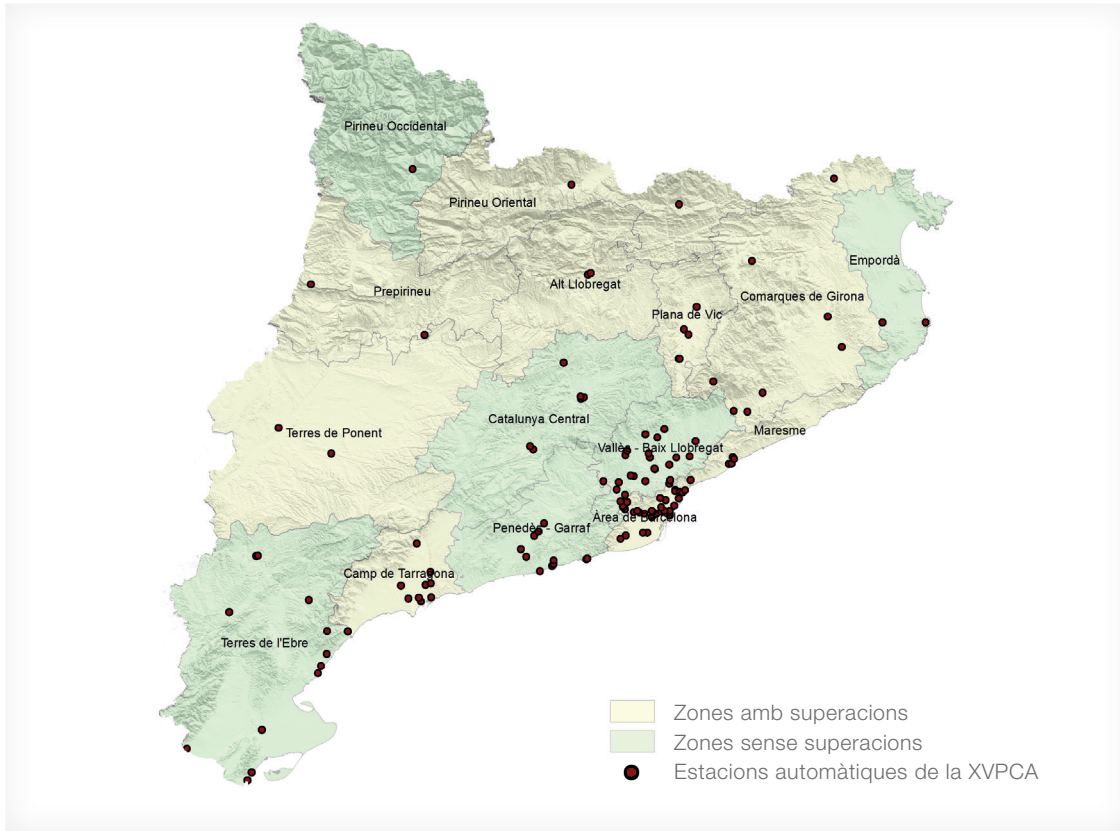 Pirineu Occidental
Pirineu Oriental
Empordà
Alt Llobregat
Prepirineu
Comarques de Girona
Plana de Vic
Catalunya Central
Terres de Ponent
Maresme
Vallès - Baix Llobregat
Àrea de Barcelona
Penedès - Garraf
Camp de Tarragona
Terres de l'Ebre
Zones amb superacions
Zones sense superacions
Estacions automàtiques de la XVPCA